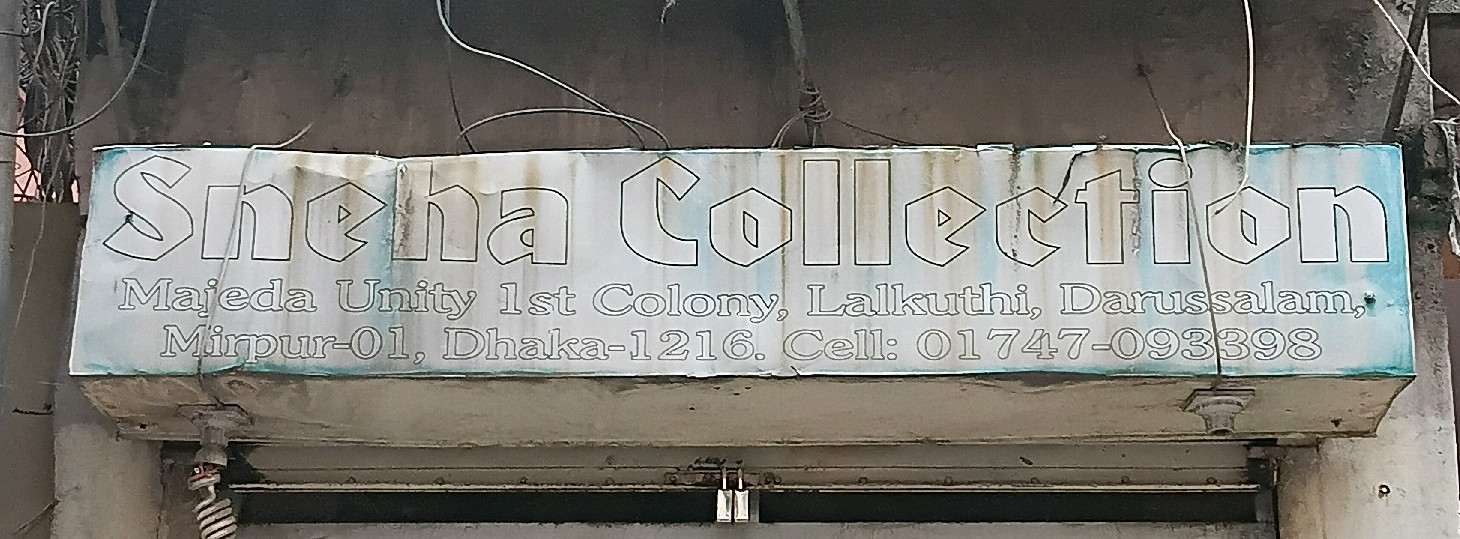 Sneha Collection
Majeda Unity 1st Colony, Lalkuthi, Darussalam,
Mirpur-01, Dhaka-1216. Cell: 01747-093398